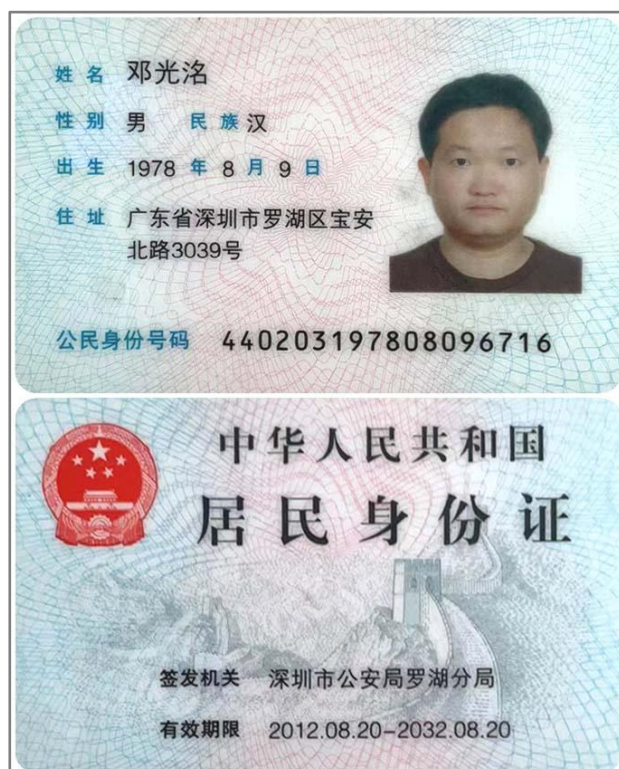 姓名 邓光洺
性别 男 民族 汉
出生 1978 年 8 月 9 日
住址 广东省深圳市罗湖区宝安
北路3039号
公民身份号码 440203197808096716
中华人民共和国
居民身份证
签发机关 深圳市公安局罗湖分局
有效期限 2012.08.20-2032.08.20